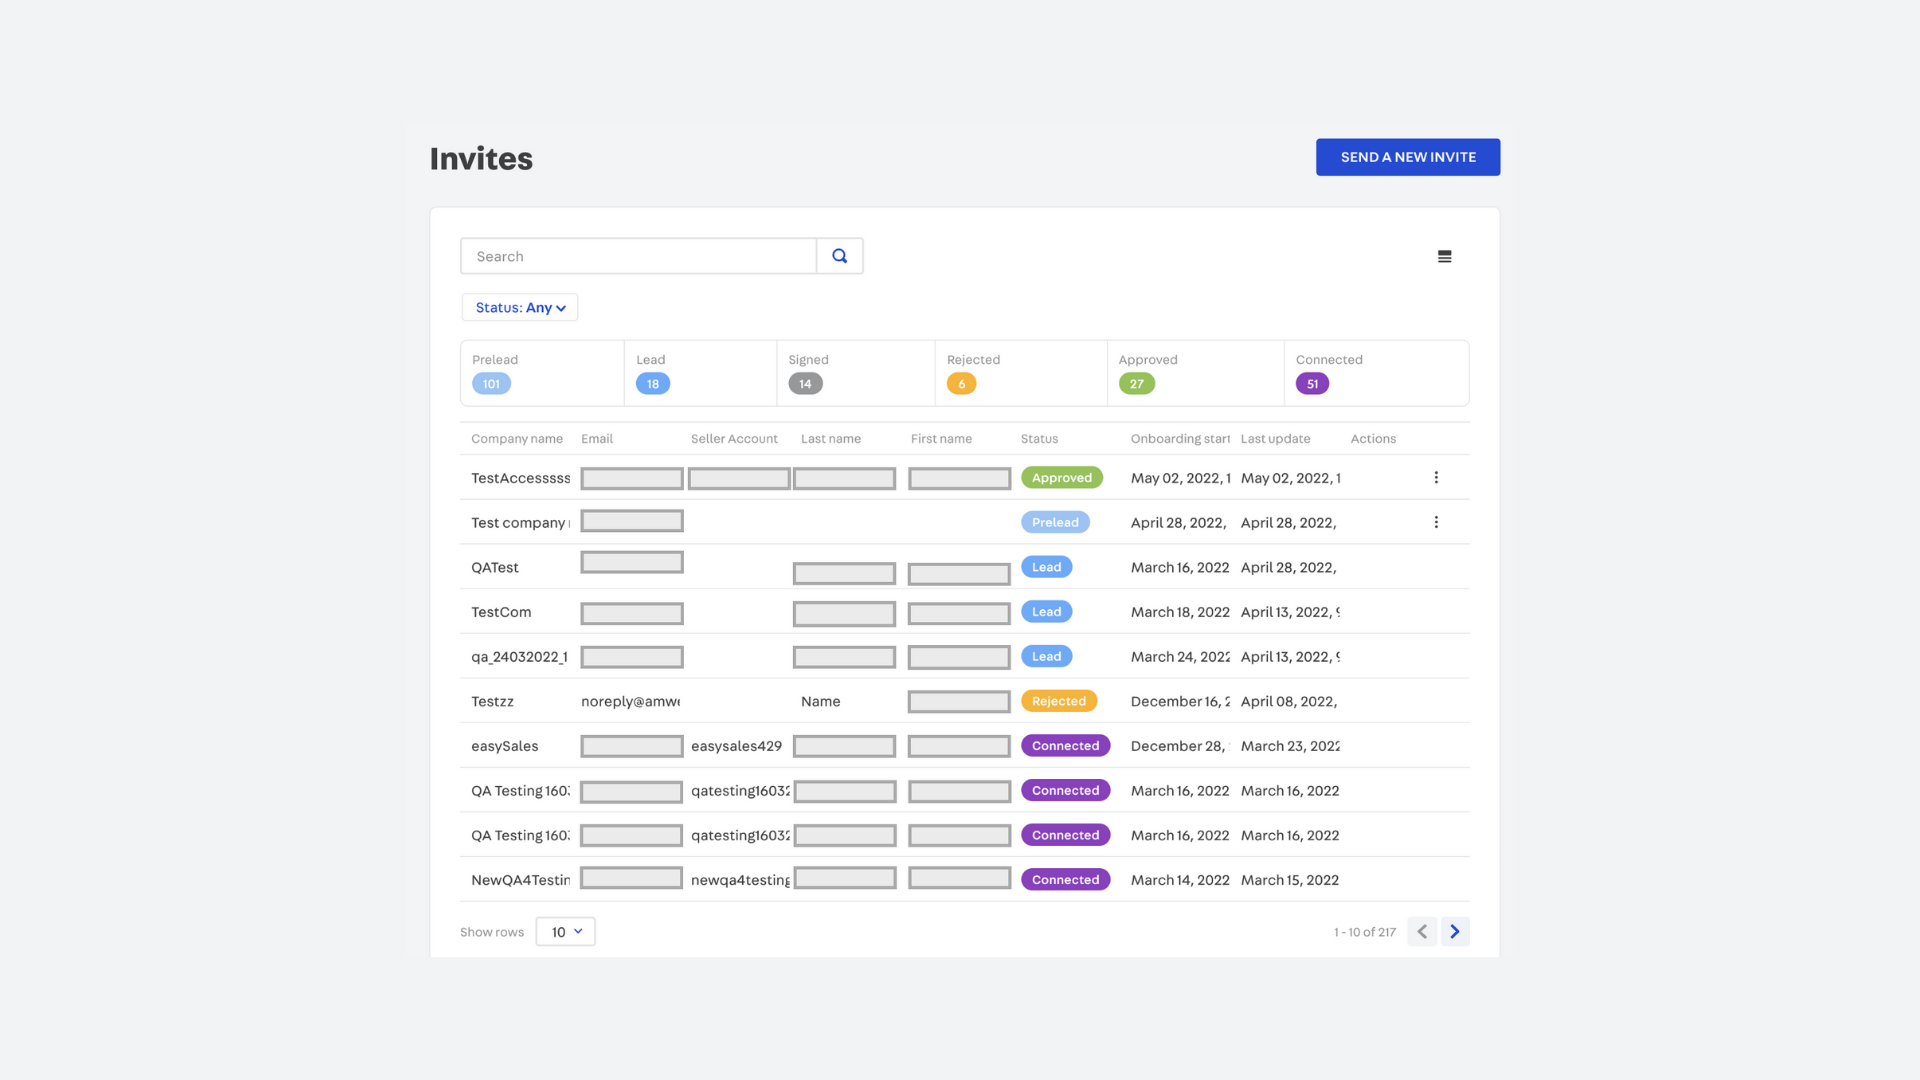 Invites
SEND A NEW INVITE
Search
Status: Any
Prelead Lead Signed Rejected Approved Connected
101 18 14 6 27 51
Company name Email Seller Account Last name First name Status Onboarding start Last update Actions
TestAccesssss Approved May 02, 2022, 1 May 02, 2022, 1
Test company Prelead April 28, 2022, April 28, 2022,
QATest Lead March 16, 2022 April 28, 2022,
TestCom Lead March 18, 2022 April 13, 2022,
qa_24032022_1 Lead March 24, 2022 April 13, 2022,
Testzz noreply@amw Name Rejected December 16, April 08, 2022,
easySales easysales429 Connected December 28, March 23, 2022
QA Testing 160 qatesting16032 Connected March 16, 2022 March 16, 2022
QA Testing 160 qatesting16032 Connected March 16, 2022 March 16, 2022
NewQA4Testin newqa4testing Connected March 14, 2022 March 15, 2022
Show rows 10 1 - 10 of 217